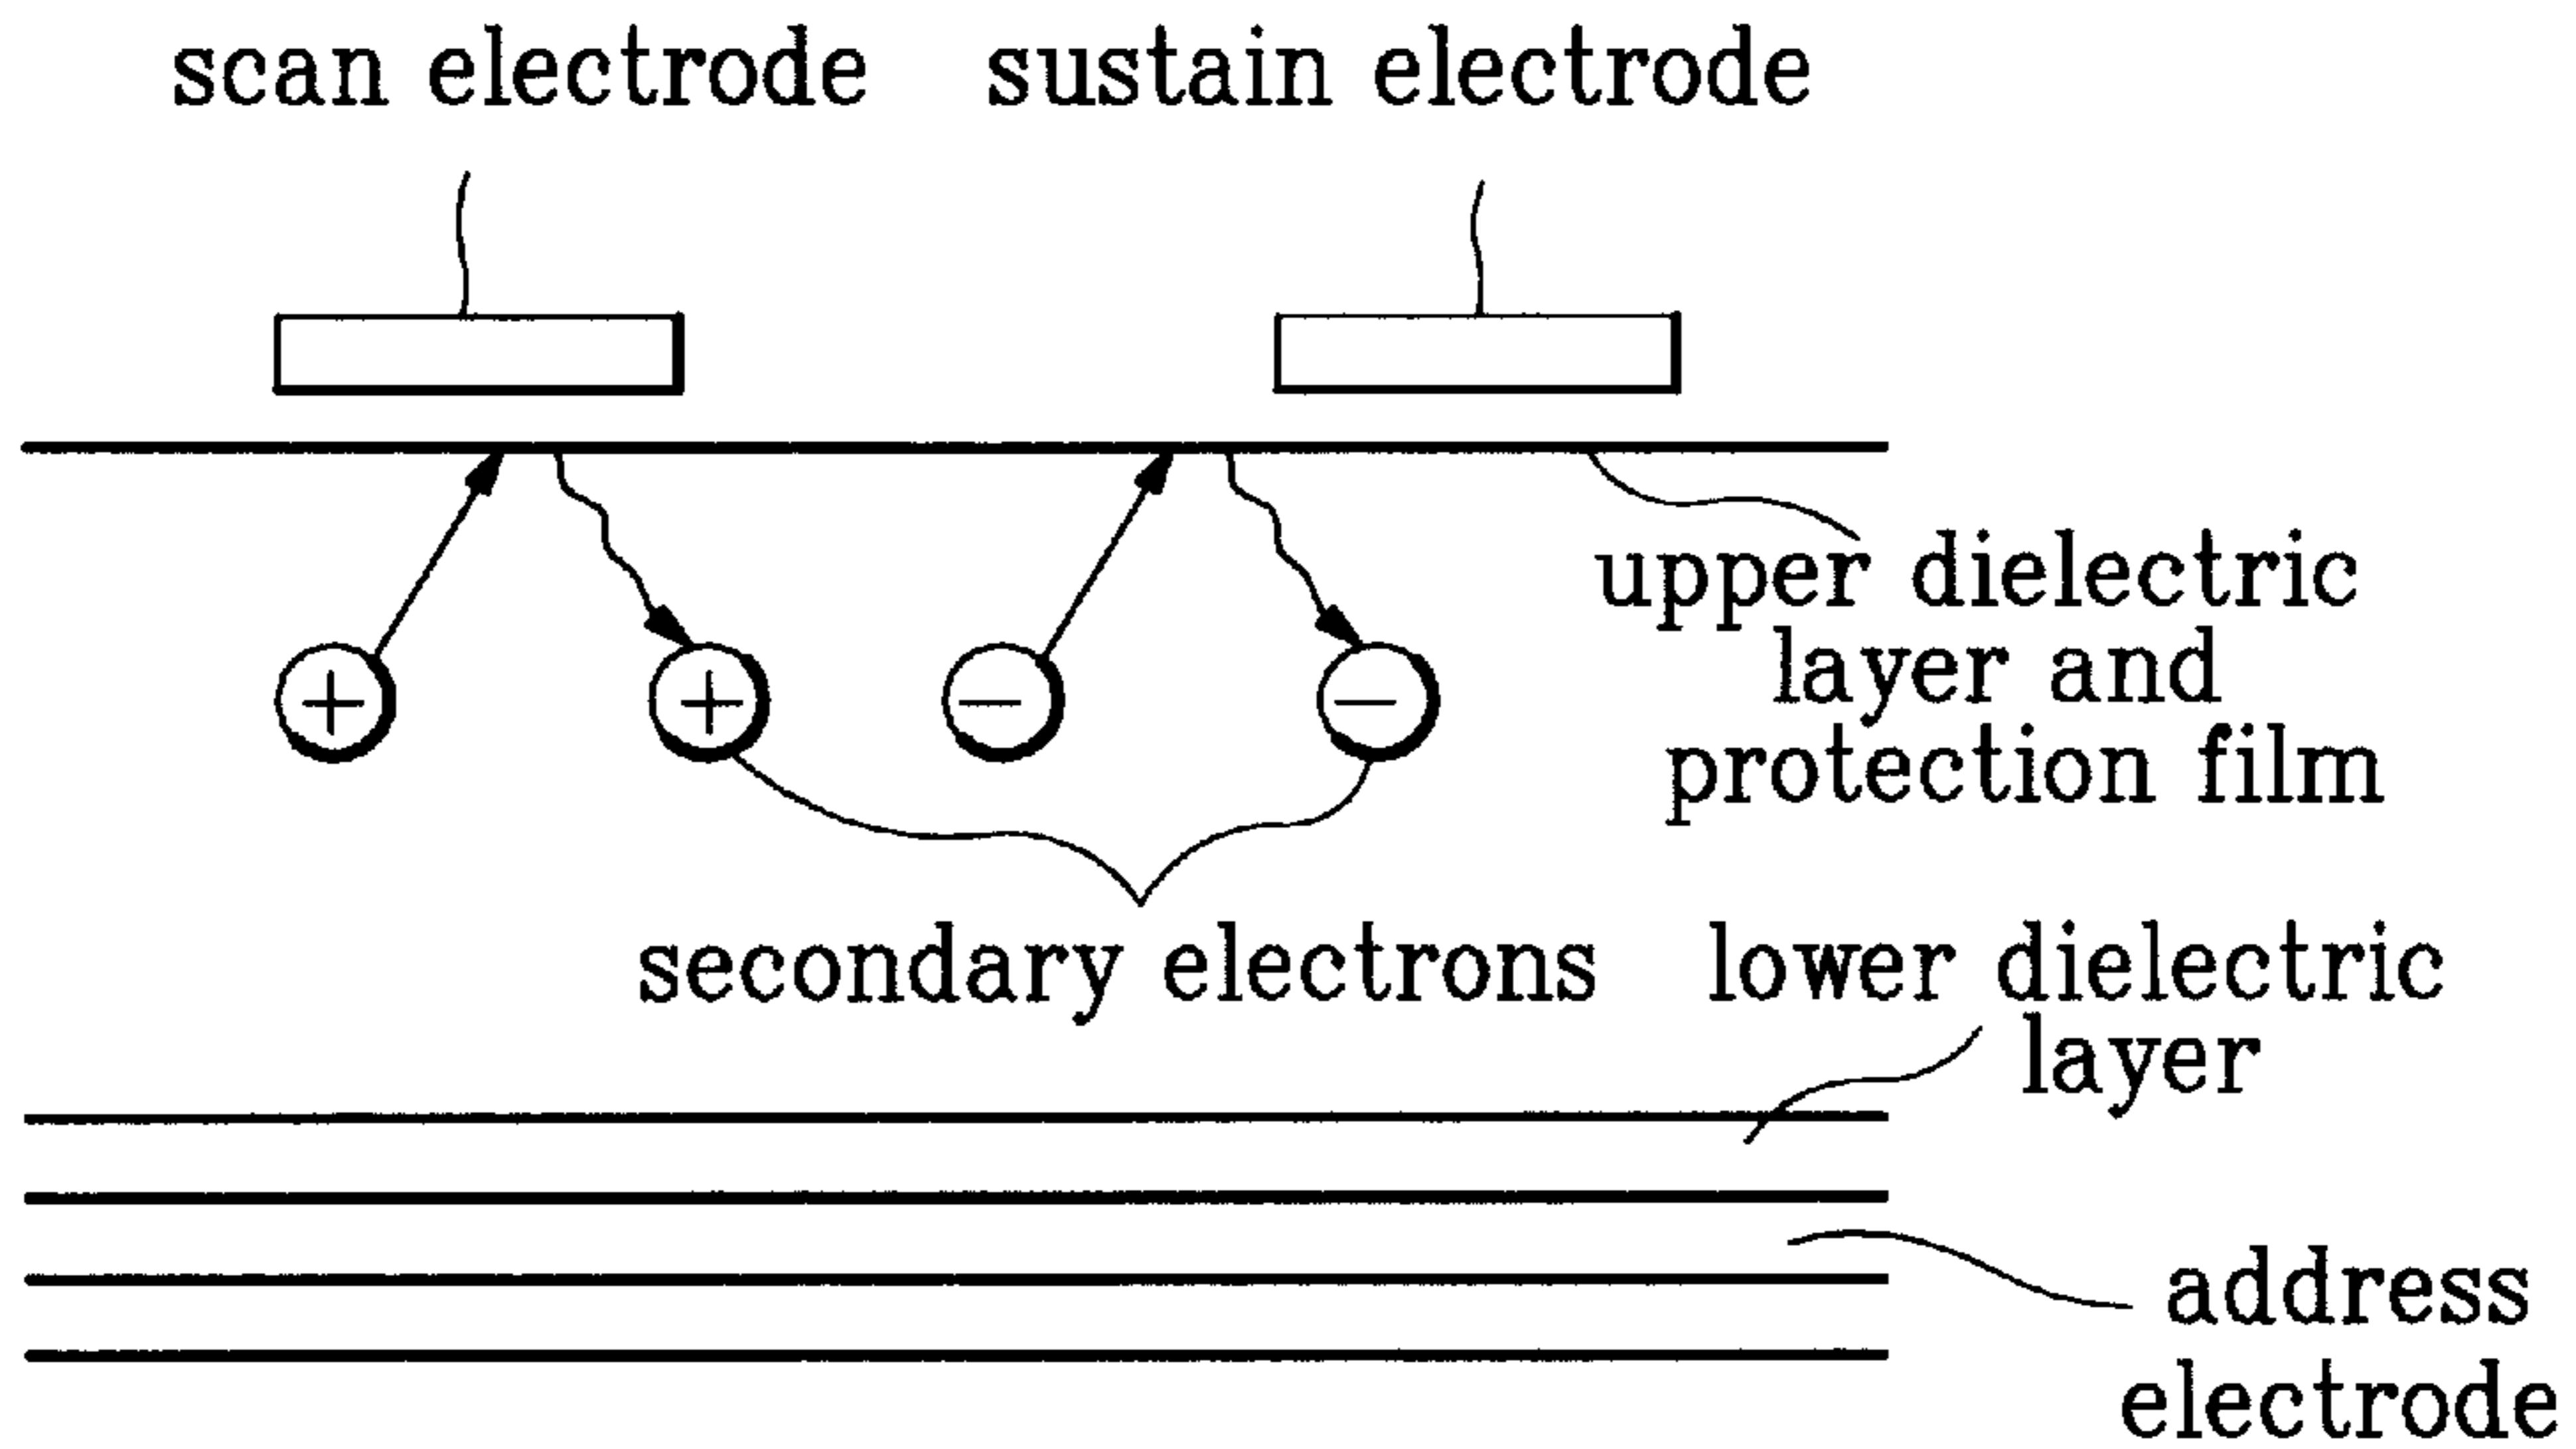 scan electrode
sustain electrode
+
+
−
−
upper dielectric
layer and
protection film
secondary electrons
lower dielectric
layer
address
electrode